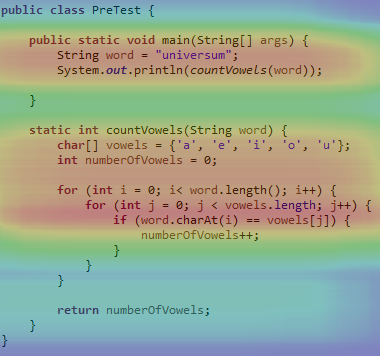 public class PreTest {
    public static void main(String[] args) {
        String word = "universum";
        System.out.println(countVowels(word));
    }
    static int countVowels(String word) {
        char[] vowels = {'a', 'e', 'i', 'o', 'u'};
        int numberOfVowels = 0;
        for (int i = 0; i< word.length(); i++) {
            for (int j = 0; j < vowels.length; j++) {
                if (word.charAt(i) == vowels[j]) {
                    numberOfVowels++;
                }
            }
        }
        return numberOfVowels;
    }
}